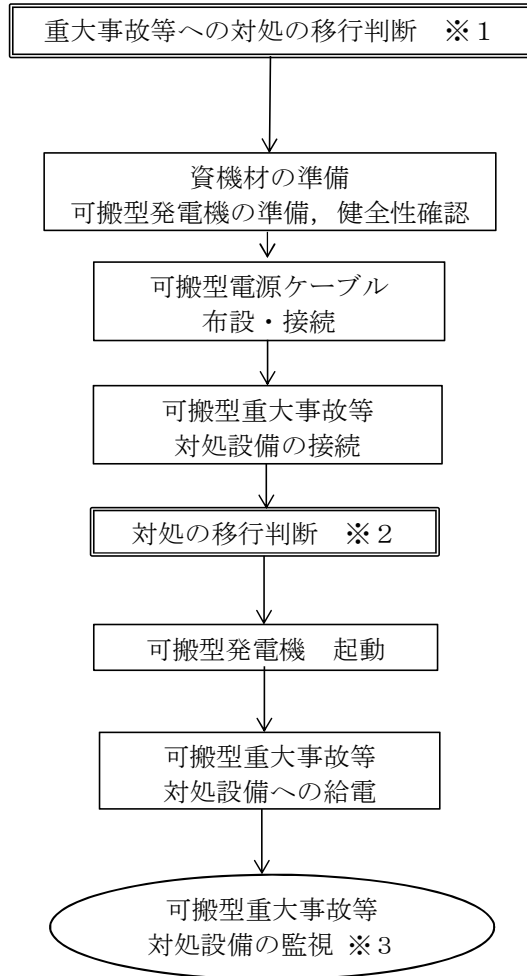 重大事故等への対処の移行判断　※１
資機材の準備
可搬型発電機の準備，健全性確認
可搬型電源ケーブル
布設・接続
可搬型重大事故等
対処設備の接続
対処の移行判断　※２
可搬型発電機　起動
可搬型重大事故等
対処設備への給電
可搬型重大事故等
対処設備の監視 ※３